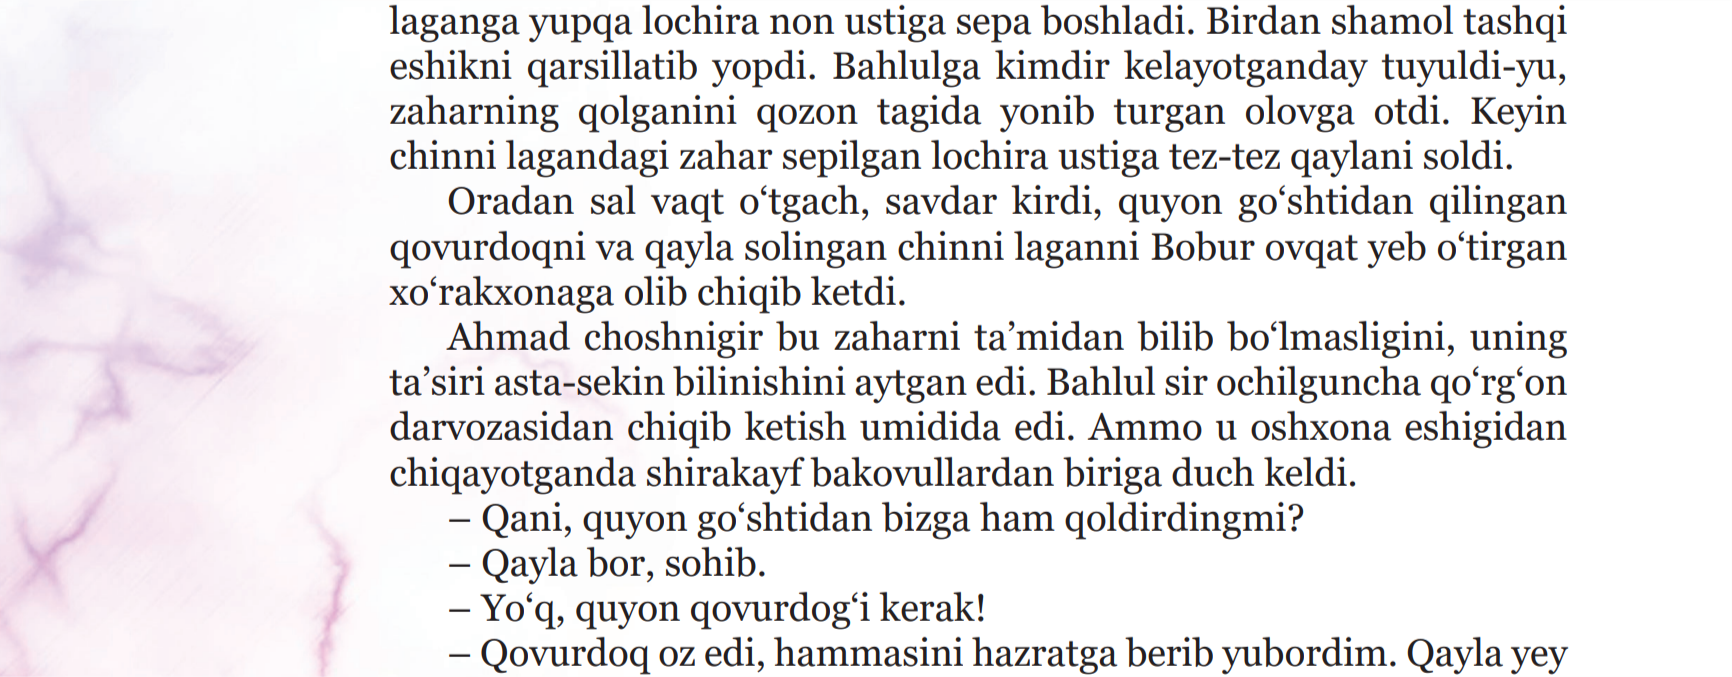 laganga yupqa lochira non ustiga sepa boshladi. Birdan shamol tashqi
eshikni qarsillatib yopdi. Bahlulga kimdir kelayotganday tuyuldi-yu,
zaharning qolganini qozon tagida yonib turgan olovga otdi. Keyin
chinni lagandagi zahar sepilgan lochira ustiga tez-tez qaylani soldi.
Oradan sal vaqt o‘tgach, savdar kirdi, quyon go‘shtidan qilingan
qovurdoqni va qayla solingan chinni laganni Bobur ovqat yeb o‘tirgan
xo‘rakxonaga olib chiqib ketdi.
Ahmad choshnigir bu zaharni ta’midan bilib bo‘lmasligini, uning
ta’siri asta-sekin bilinishini aytgan edi. Bahlul sir ochilguncha qo‘rg‘on
darvozasidan chiqib ketish umidida edi. Ammo u oshxona eshigidan
chiqayotganda shirakayf bakovullardan biriga duch keldi.
– Qani, quyon go‘shtidan bizga ham qoldirdingmi?
– Qayla bor, sohib.
– Yo‘q, quyon qovurdog‘i kerak!
– Qovurdoq oz edi, hammasini hazratga berib yubordim. Qayla yey